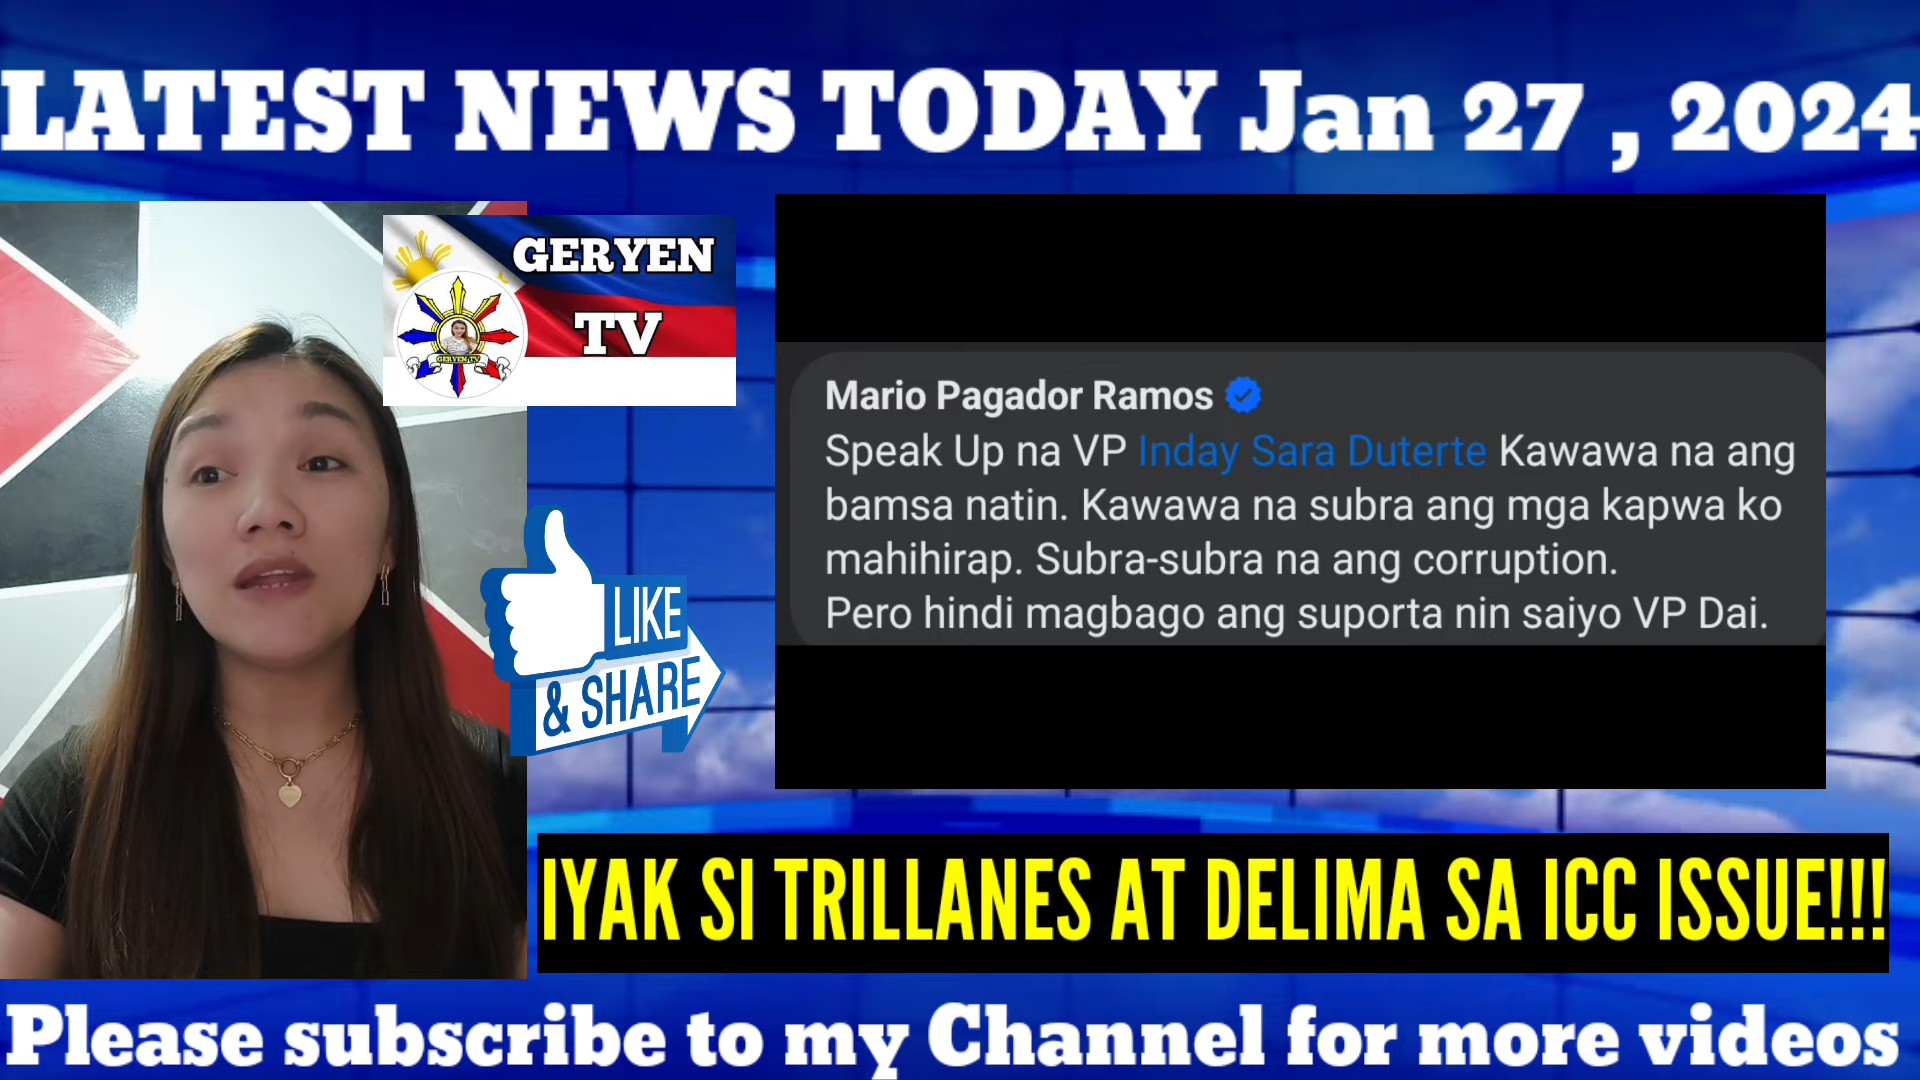 LATEST NEWS TODAY Jan 27 , 2024
GERYEN
TV
GERYEN TV
Mario Pagador Ramos
Speak Up na VP Inday Sara Duterte Kawawa na ang
bamsa natin. Kawawa na subra ang mga kapwa ko
mahihirap. Subra-subra na ang corruption.
Pero hindi magbago ang suporta nin saiyo VP Dai.
LIKE
& SHARE
IYAK SI TRILLANES AT DELIMA SA ICC ISSUE!!!
Please subscribe to my Channel for more videos